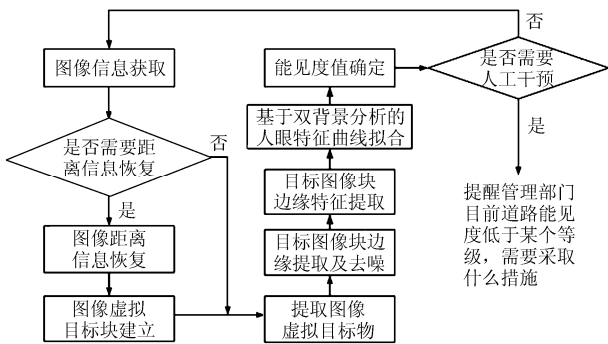 否
图像信息获取
能见度值确定
是否需要
人工干预
是否需要距
离信息恢复
否
基于双背景分析的
人眼特征曲线拟合
是
目标图像块
边缘特征提取
提醒管理部门
目前道路能见
度低于某个等
级，需要采取
什么措施
是
图像距离
信息恢复
目标图像块边
缘提取及去噪
图像虚拟
目标块建立
提取图像
虚拟目标物